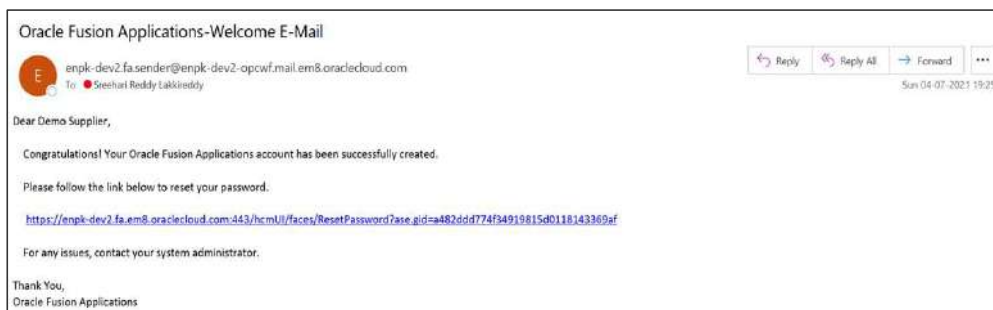 Oracle Fusion Applications-Welcome E-Mail
E
enpk-dev2.fa.sender@enpk-dev2-opcwf.mail.em8.oraclecloud.com
To Sreehari Reddy Lakkireddy
Reply Reply All Forward ...
Sun 04-07-2021 19:29
Dear Demo Supplier,
Congratulations! Your Oracle Fusion Applications account has been successfully created.
Please follow the link below to reset your password.
https://enpk-dev2.fa.em8.oraclecloud.com:443/hcmUI/faces/ResetPassword?ase.gid=a482ddd774f34919815d0118143369af
For any issues, contact your system administrator.
Thank You,
Oracle Fusion Applications